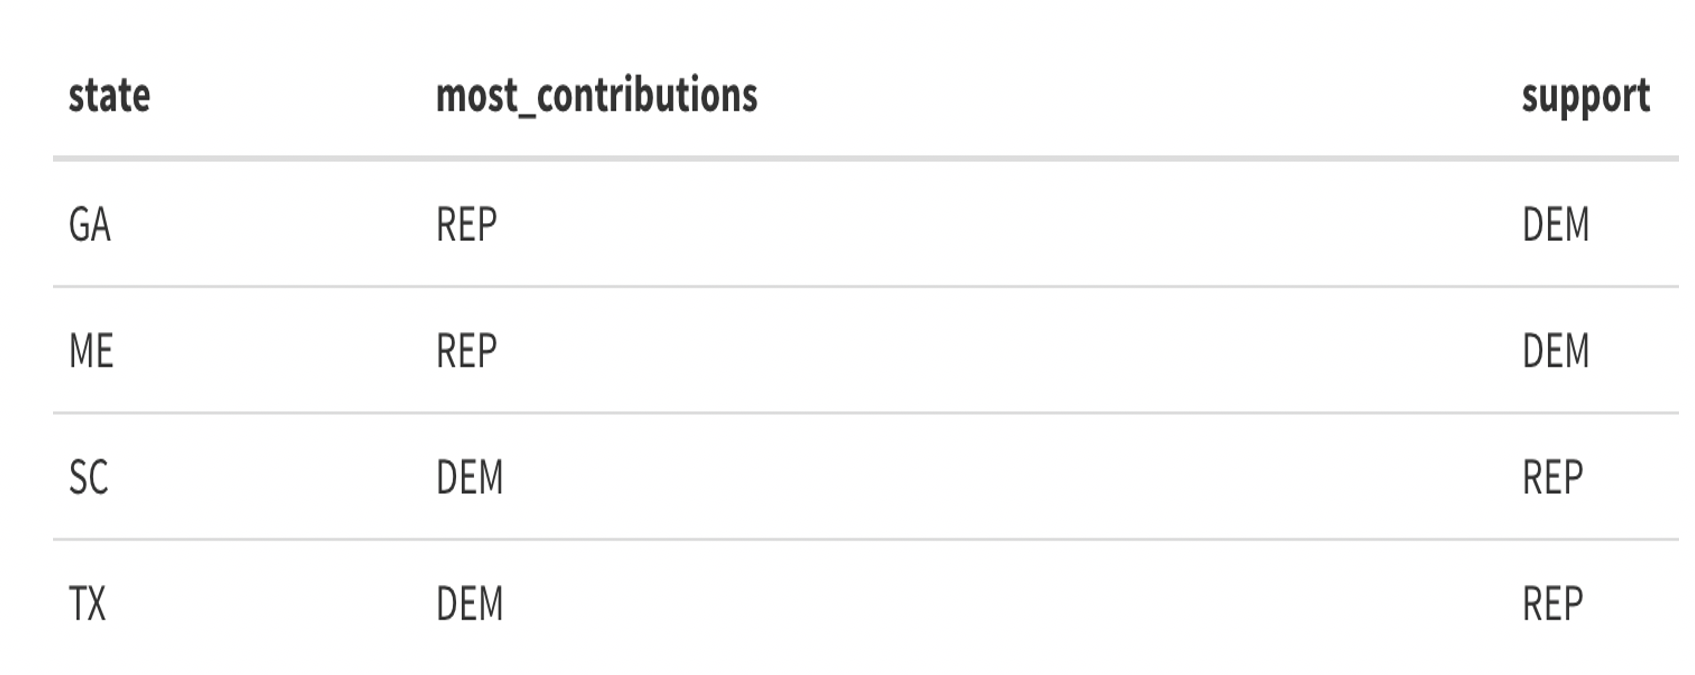 state most_contributions support
GA REP DEM
ME REP DEM
SC DEM REP
TX DEM REP